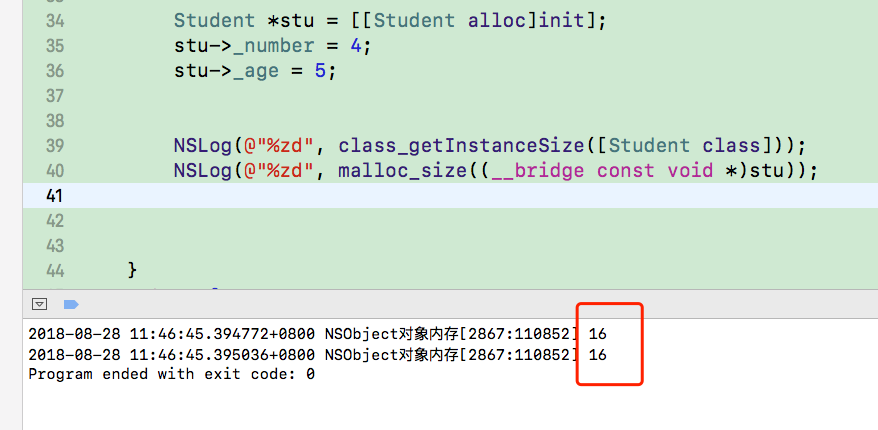 34 Student *stu = [[Student alloc]init];
35 stu->_number = 4;
36 stu->_age = 5;
37
38
39 NSLog(@"%zd", class_getInstanceSize([Student class]));
40 NSLog(@"%zd", malloc_size((__bridge const void *)stu));
41
42
43
44 }
2018-08-28 11:46:45.394772+0800 NSObject对象内存[2867:110852] 16
2018-08-28 11:46:45.395036+0800 NSObject对象内存[2867:110852] 16
Program ended with exit code: 0